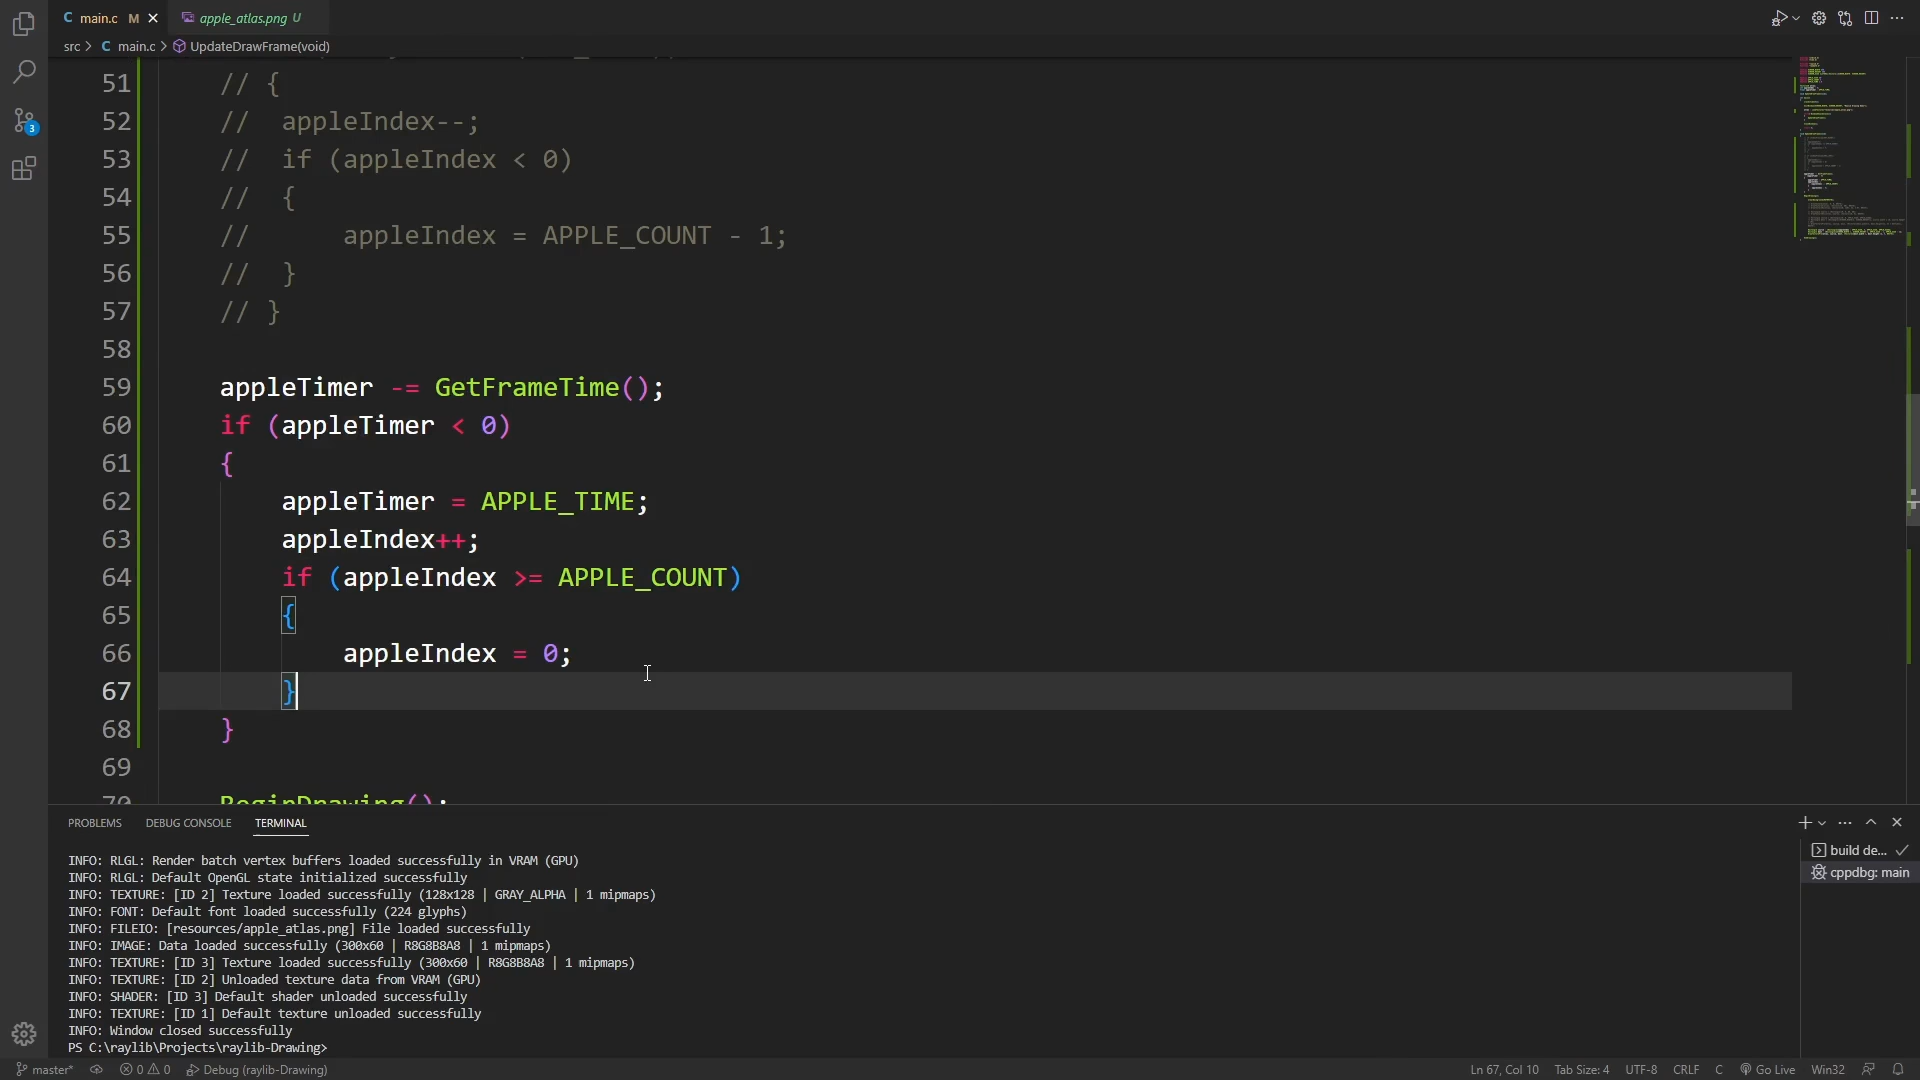 main.c M
apple_atlas.png U
src > C main.c > UpdateDrawFrame(void)
51 // {
52 //  appleIndex--;
53 //  if (appleIndex < 0)
54 //  {
55 //      appleIndex = APPLE_COUNT - 1;
56 //  }
57 // }
58
59 appleTimer -= GetFrameTime();
60 if (appleTimer < 0)
61 {
62     appleTimer = APPLE_TIME;
63     appleIndex++;
64     if (appleIndex >= APPLE_COUNT)
65     {
66         appleIndex = 0;
67     }
68 }
69
70 BeginDrawing();
PROBLEMS DEBUG CONSOLE TERMINAL
INFO: RLGL: Render batch vertex buffers loaded successfully in VRAM (GPU)
INFO: RLGL: Default OpenGL state initialized successfully
INFO: TEXTURE: [ID 2] Texture loaded successfully (128x128 | GRAY_ALPHA | 1 mipmaps)
INFO: FONT: Default font loaded successfully (224 glyphs)
INFO: FILEIO: [resources/apple_atlas.png] File loaded successfully
INFO: IMAGE: Data loaded successfully (300x60 | R8G8B8A8 | 1 mipmaps)
INFO: TEXTURE: [ID 3] Texture loaded successfully (300x60 | R8G8B8A8 | 1 mipmaps)
INFO: TEXTURE: [ID 2] Unloaded texture data from VRAM (GPU)
INFO: SHADER: [ID 3] Default shader unloaded successfully
INFO: TEXTURE: [ID 1] Default texture unloaded successfully
INFO: Window closed successfully
PS C:\raylib\Projects\raylib-Drawing>
build de...
cppdbg: main
3
master* 0 0 Debug (raylib-Drawing) Ln 67, Col 10 Tab Size: 4 UTF-8 CRLF C Go Live Win32